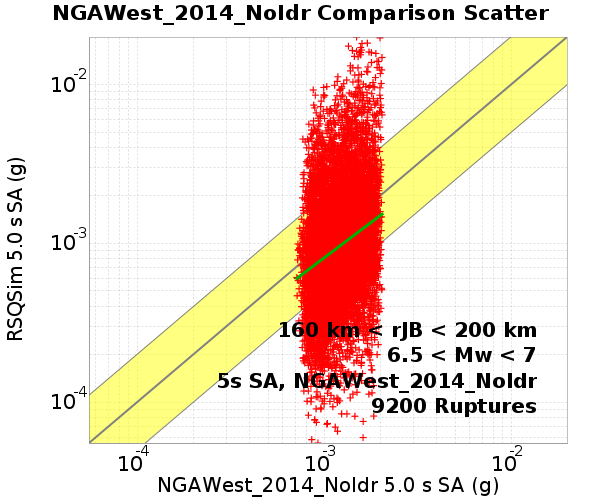 NGAWest_2014_NoIdr Comparison Scatter
10-2
10-3
10-4
RSQSim 5.0 s SA (g)
160 km < rJB < 200 km
6.5 < Mw < 7
5s SA, NGAWest_2014_NoIdr
9200 Ruptures
10-4 10-3 10-2
NGAWest_2014_NoIdr 5.0 s SA (g)